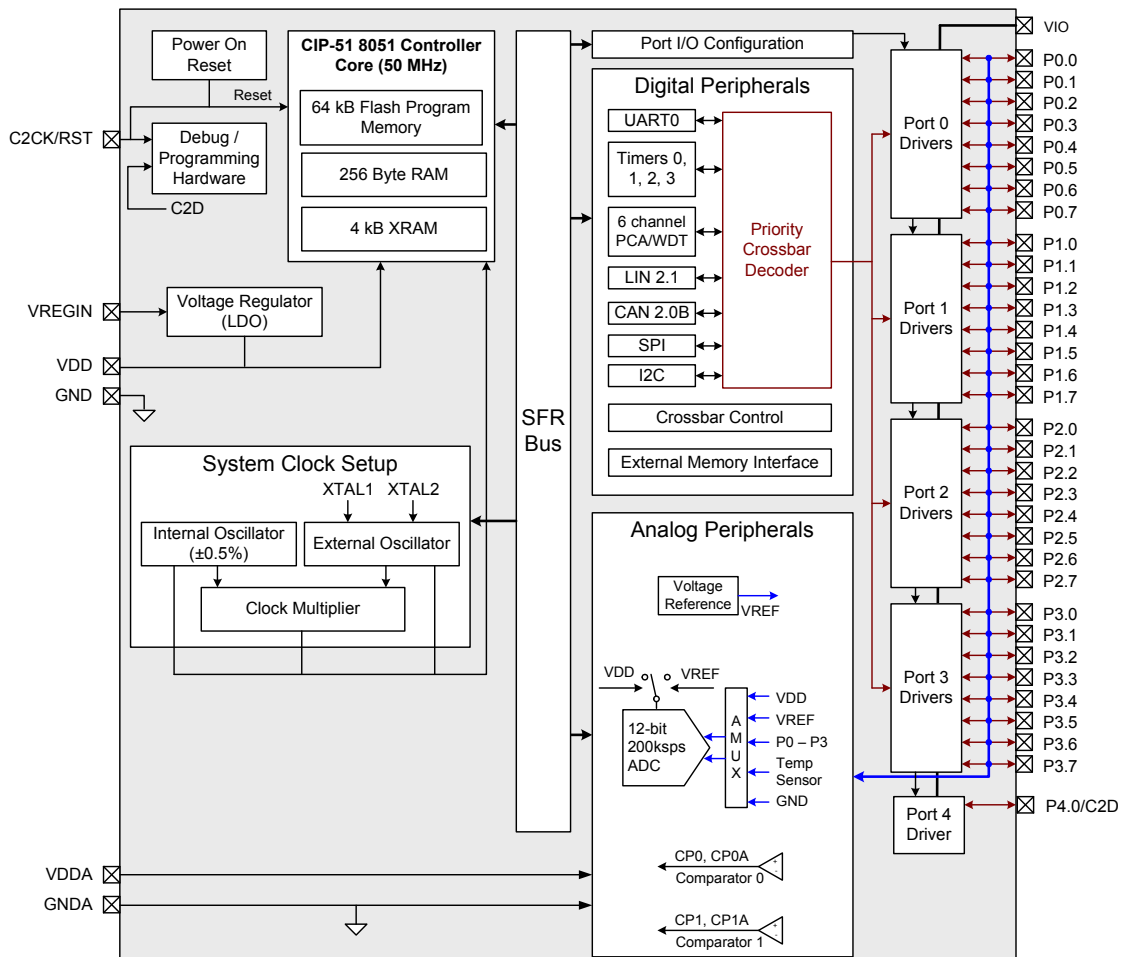 Power On
Reset
Reset
C2CK/RST
Debug /
Programming
Hardware
C2D
CIP-51 8051 Controller
Core (50 MHz)
64 kB Flash Program
Memory
256 Byte RAM
4 kB XRAM
VREGIN
Voltage Regulator
(LDO)
VDD
GND
System Clock Setup
XTAL1
XTAL2
Internal Oscillator
(±0.5%)
External Oscillator
Clock Multiplier
VDDA
GNDA
SFR
Bus
Port I/O Configuration
Digital Peripherals
UART0
Timers 0,
1, 2, 3
6 channel
PCA/WDT
LIN 2.1
CAN 2.0B
SPI
I2C
Priority
Crossbar
Decoder
Crossbar Control
External Memory Interface
Analog Peripherals
Voltage
Reference
VREF
VDD
VREF
12-bit
200ksps
ADC
A
M
U
X
VDD
VREF
P0 – P3
Temp
Sensor
GND
CP0, CP0A
+
-
Comparator 0
CP1, CP1A
+
-
Comparator 1
Port 0
Drivers
Port 1
Drivers
Port 2
Drivers
Port 3
Drivers
Port 4
Driver
VIO
P0.0
P0.1
P0.2
P0.3
P0.4
P0.5
P0.6
P0.7
P1.0
P1.1
P1.2
P1.3
P1.4
P1.5
P1.6
P1.7
P2.0
P2.1
P2.2
P2.3
P2.4
P2.5
P2.6
P2.7
P3.0
P3.1
P3.2
P3.3
P3.4
P3.5
P3.6
P3.7
P4.0/C2D